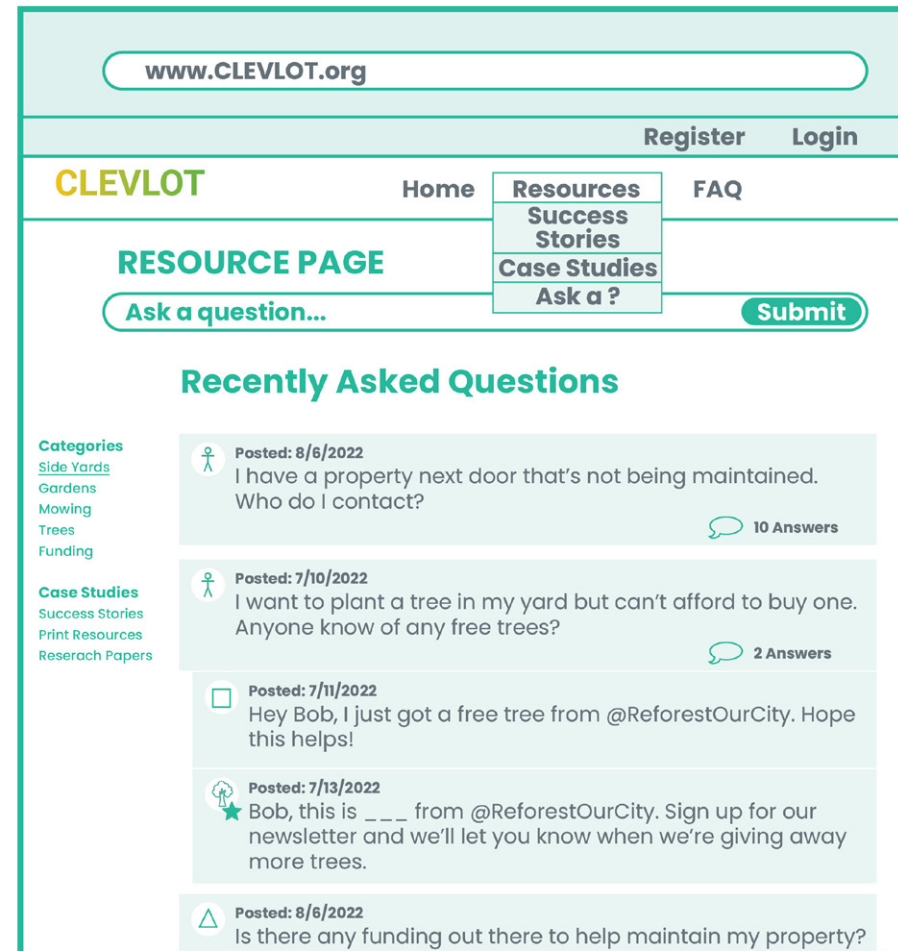 www.CLEVLOT.org
Register Login
CLEVLOT
Home Resources FAQ
Success
Stories
Case Studies
Ask a ?
RESOURCE PAGE
Ask a question...
Submit
Recently Asked Questions
Categories
Side Yards
Gardens
Mowing
Trees
Funding
Case Studies
Success Stories
Print Resources
Reserach Papers
Posted: 8/6/2022
I have a property next door that's not being maintained.
Who do I contact?
10 Answers
Posted: 7/10/2022
I want to plant a tree in my yard but can't afford to buy one.
Anyone know of any free trees?
2 Answers
Posted: 7/11/2022
Hey Bob, I just got a free tree from @ReforestOurCity. Hope
this helps!
Posted: 7/13/2022
Bob, this is _ _ _ from @ReforestOurCity. Sign up for our
newsletter and we'll let you know when we're giving away
more trees.
Posted: 8/6/2022
Is there any funding out there to help maintain my property?